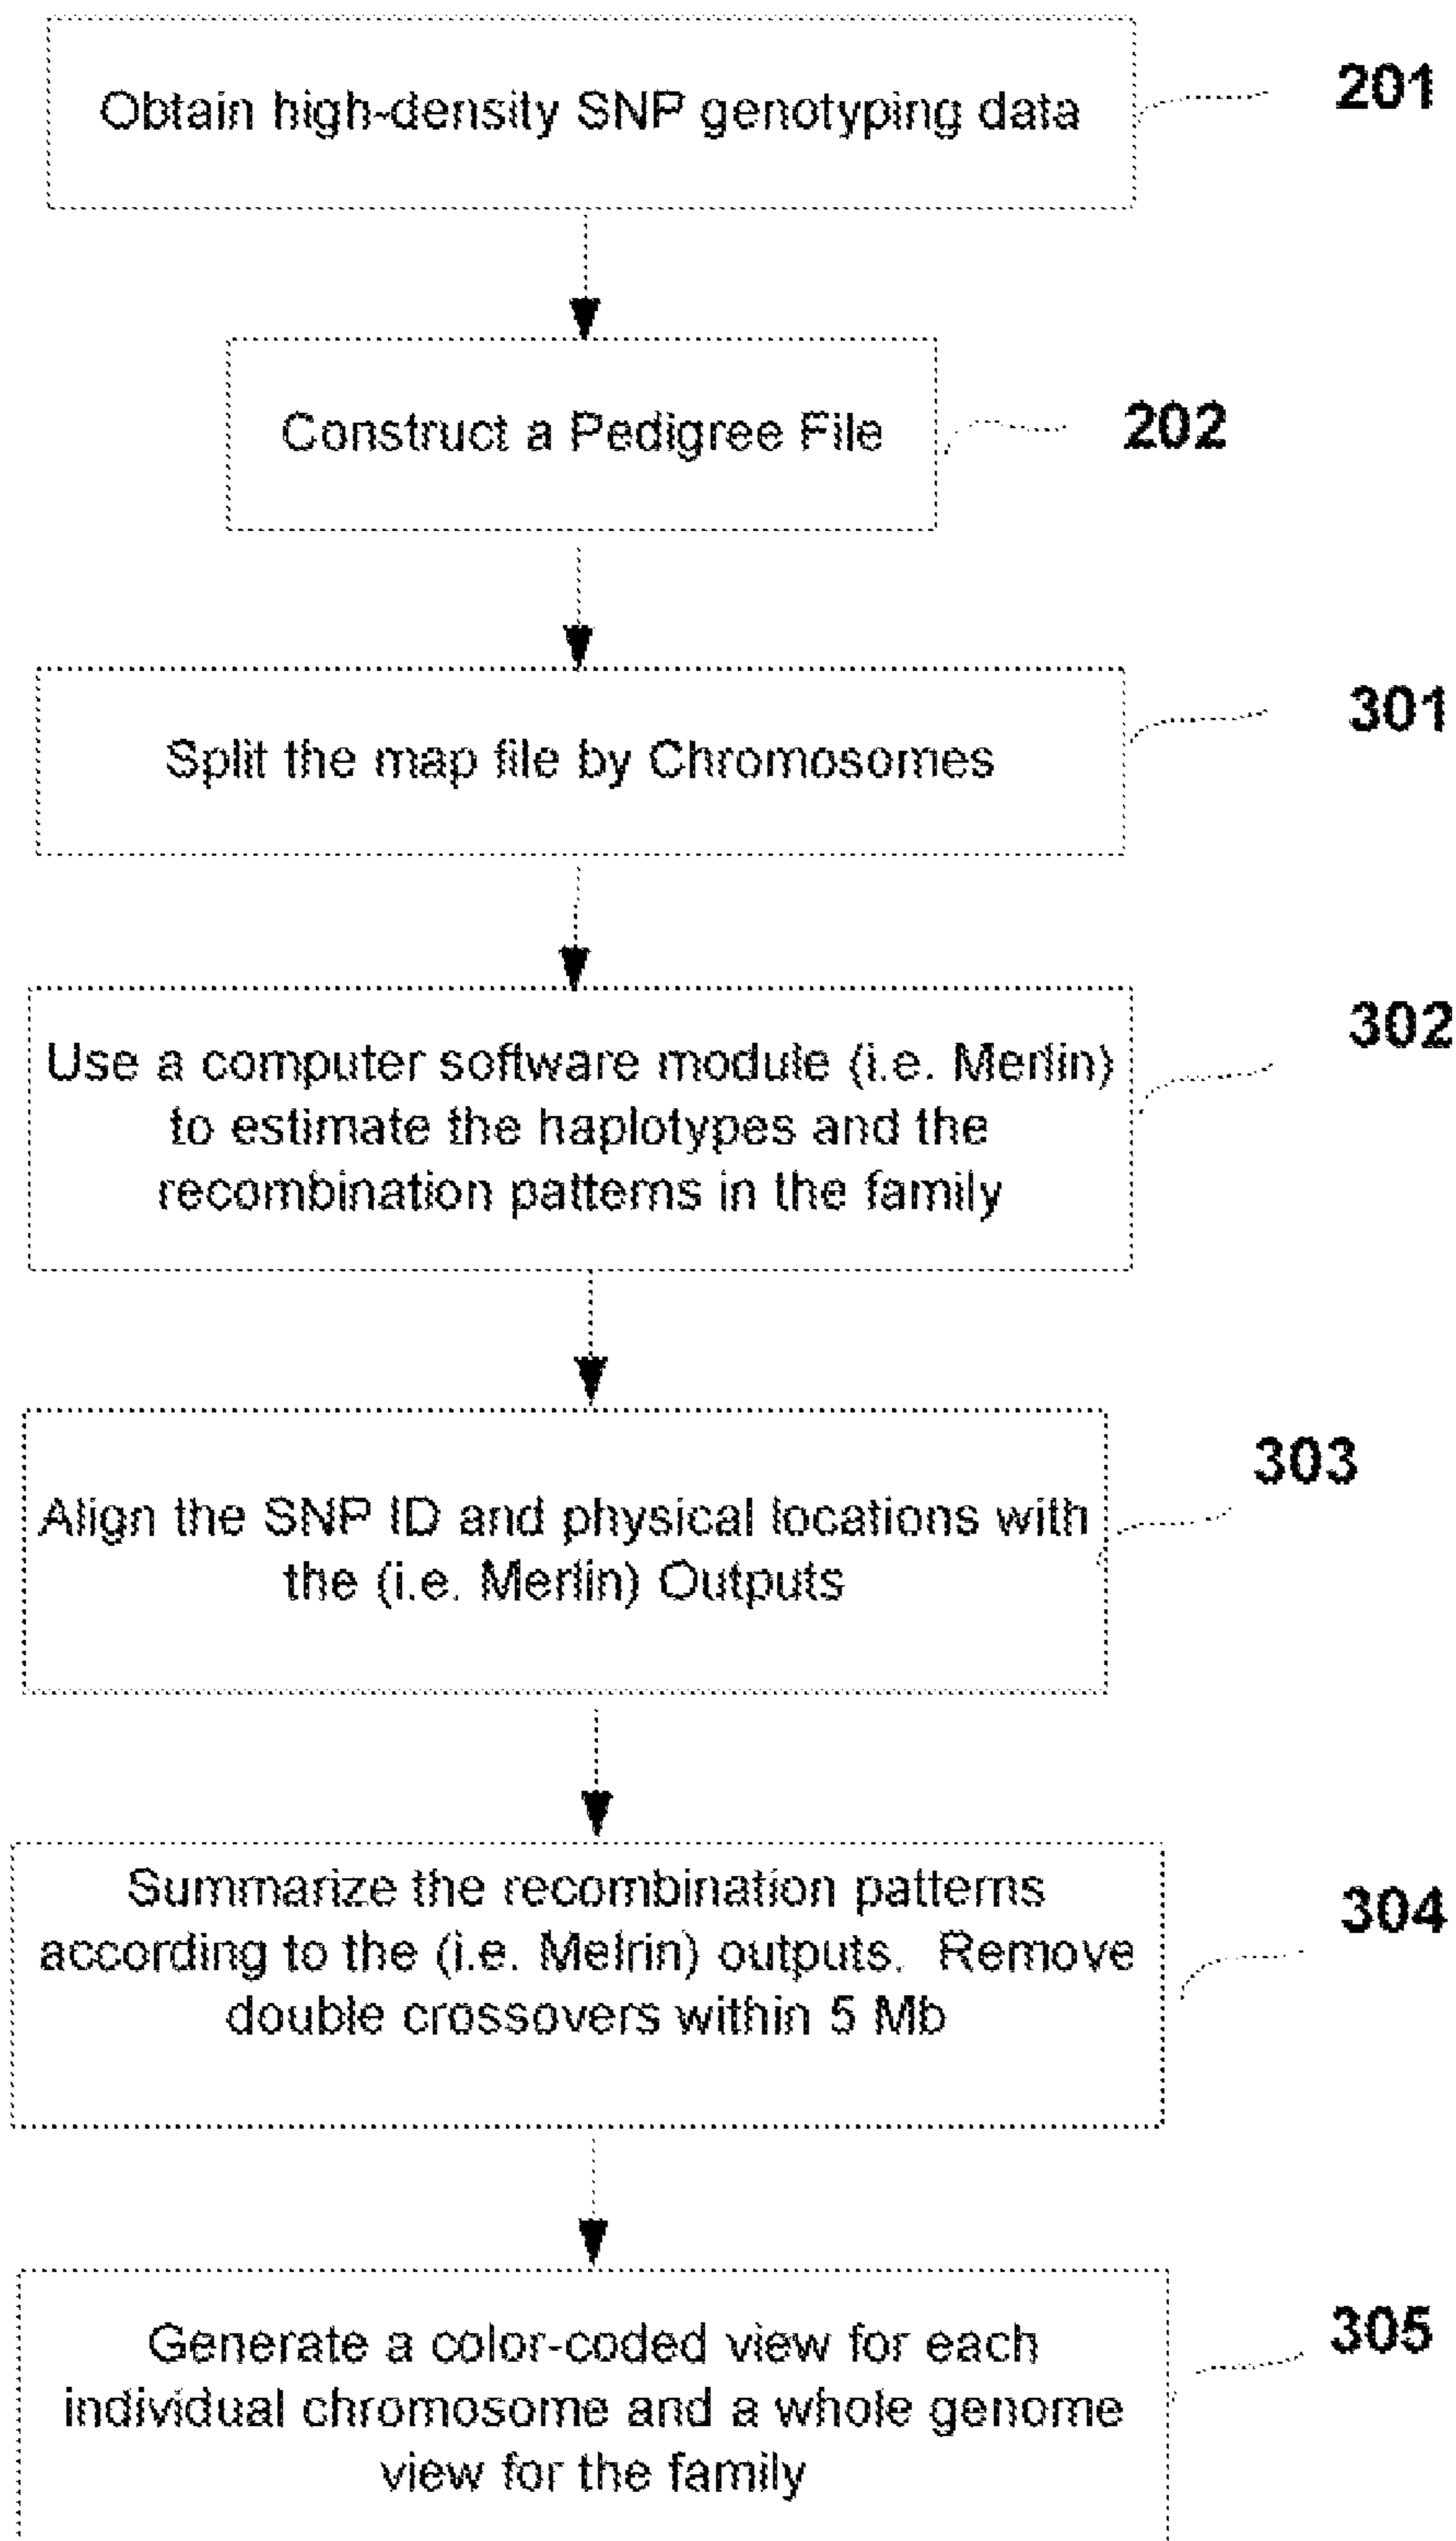 Obtain high-density SNP genotyping data
201
Construct a Pedigree File
202
Split the map file by Chromosomes
301
Use a computer software module (i.e. Merlin)
to estimate the haplotypes and the
recombination patterns in the family
302
Align the SNP ID and physical locations with
the (i.e. Merlin) Outputs
303
Summarize the recombination patterns
according to the (i.e. Melrin) outputs. Remove
double crossovers within 5 Mb
304
Generate a color-coded view for each
individual chromosome and a whole genome
view for the family
305